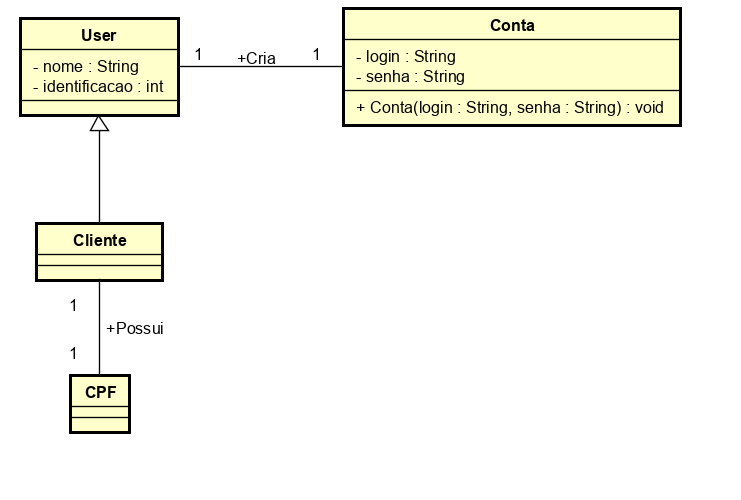 User
- nome : String
- identificacao : int
1
+Cria
1
Conta
- login : String
- senha : String
+ Conta(login : String, senha : String) : void
Cliente
1
+Possui
1
CPF